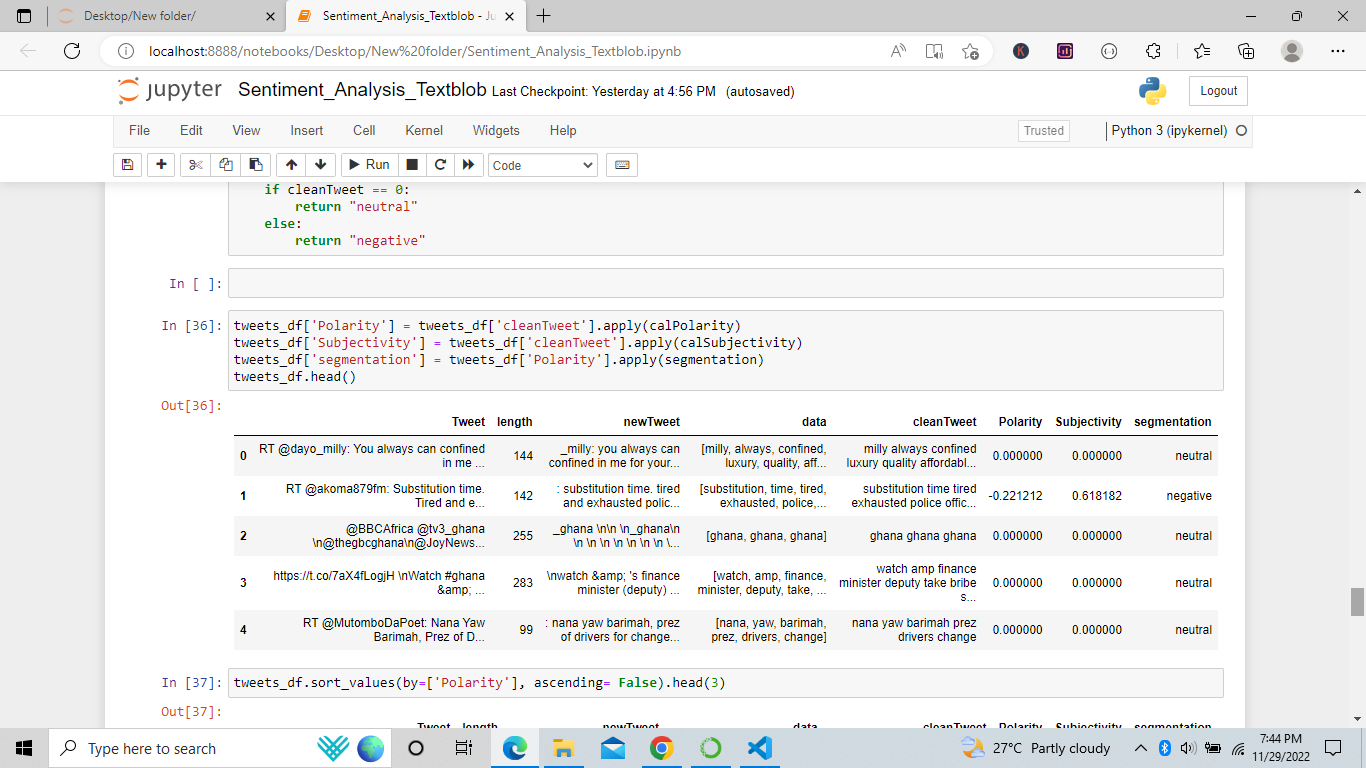 Desktop/New folder/
Sentiment_Analysis_Textblob - Ju
localhost:8888/notebooks/Desktop/New%20folder/Sentiment_Analysis_Textblob.ipynb
jupyter Sentiment_Analysis_Textblob Last Checkpoint: Yesterday at 4:56 PM (autosaved)
Logout
File Edit View Insert Cell Kernel Widgets Help
Trusted
Python 3 (ipykernel)
Run
Code
if cleanTweet == 0:
return "neutral"
else:
return "negative"
In [ ]:
In [36]: tweets_df['Polarity'] = tweets_df['cleanTweet'].apply(calPolarity)
tweets_df['Subjectivity'] = tweets_df['cleanTweet'].apply(calSubjectivity)
tweets_df['segmentation'] = tweets_df['Polarity'].apply(segmentation)
tweets_df.head()
Out[36]:
Tweet length newTweet data cleanTweet Polarity Subjectivity segmentation
0 RT @dayo_milly: You always can confined in me ... 144 _milly: you always can confined in me for your... [milly, always, confined, luxury, quality, aff... milly always confined luxury quality affordabl... 0.000000 0.000000 neutral
1 RT @akoma879fm: Substitution time. Tired and e... 142 : substitution time. tired and exhausted polic... [substitution, time, tired, exhausted, police,... substitution time tired exhausted police offic... -0.221212 0.618182 negative
2 @BBCAfrica @tv3_ghana \n@thegbcghana\n@JoyNews... 255 _ghana \n\n \n_ghana\n \n \n \n \n \n \n \n \... [ghana, ghana, ghana] ghana ghana ghana 0.000000 0.000000 neutral
3 https://t.co/7aX4fLogjH \nWatch #ghana &amp; ... 283 \nwatch &amp; 's finance minister (deputy) ... [watch, amp, finance, minister, deputy, take, ... watch amp finance minister deputy take bribe s... 0.000000 0.000000 neutral
4 RT @MutomboDaPoet: Nana Yaw Barimah, Prez of D... 99 : nana yaw barimah, prez of drivers for change... [nana, yaw, barimah, prez, drivers, change] nana yaw barimah prez drivers change 0.000000 0.000000 neutral
In [37]: tweets_df.sort_values(by=['Polarity'], ascending= False).head(3)
Out[37]:
Tweet length newTweet data cleanTweet Polarity Subjectivity segmentation
Type here to search
27°C Partly cloudy
7:44 PM
11/29/2022